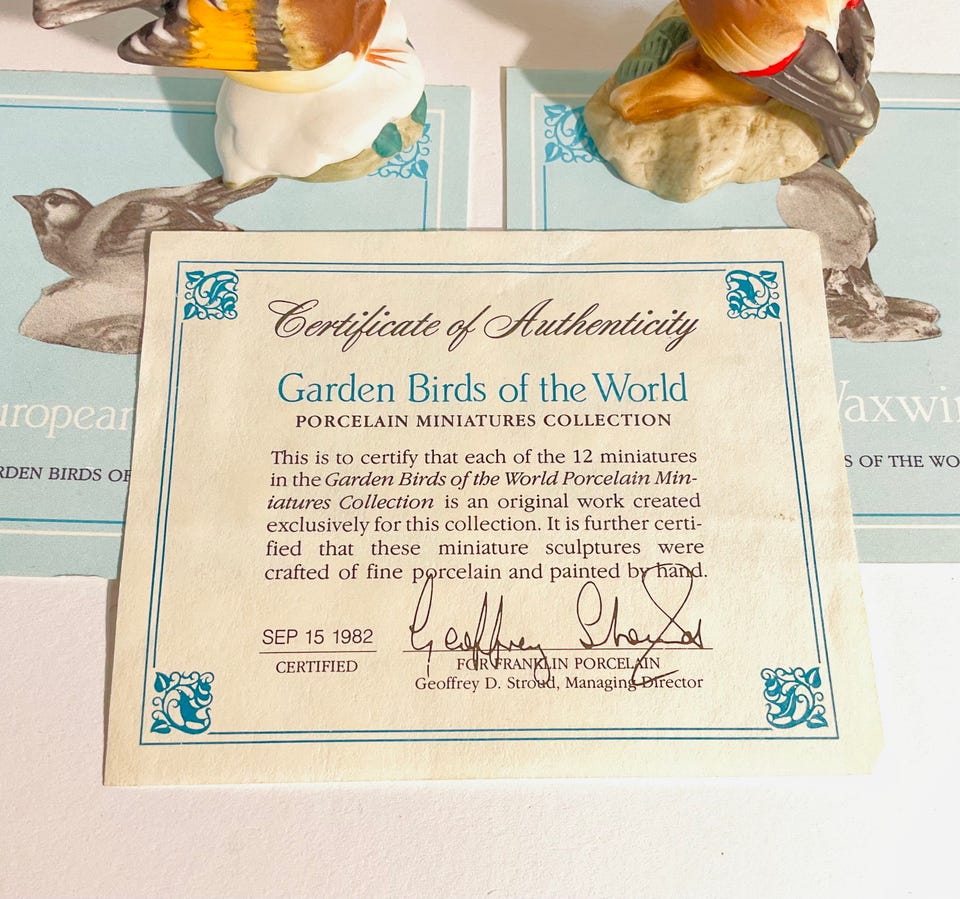 Certificate of Authenticity
Garden Birds of the World
PORCELAIN MINIATURES COLLECTION
This is to certify that each of the 12 miniatures
in the Garden Birds of the World Porcelain Min-
iatures Collection is an original work created
exclusively for this collection. It is further certi-
fied that these miniature sculptures were
crafted of fine porcelain and painted by hand.
SEP 15 1982
CERTIFIED
Geoffrey Stroud
FOR FRANKLIN PORCELAIN
Geoffrey D. Stroud, Managing Director
uropean
RDEN BIRDS OF
Waxwin
S OF THE WO